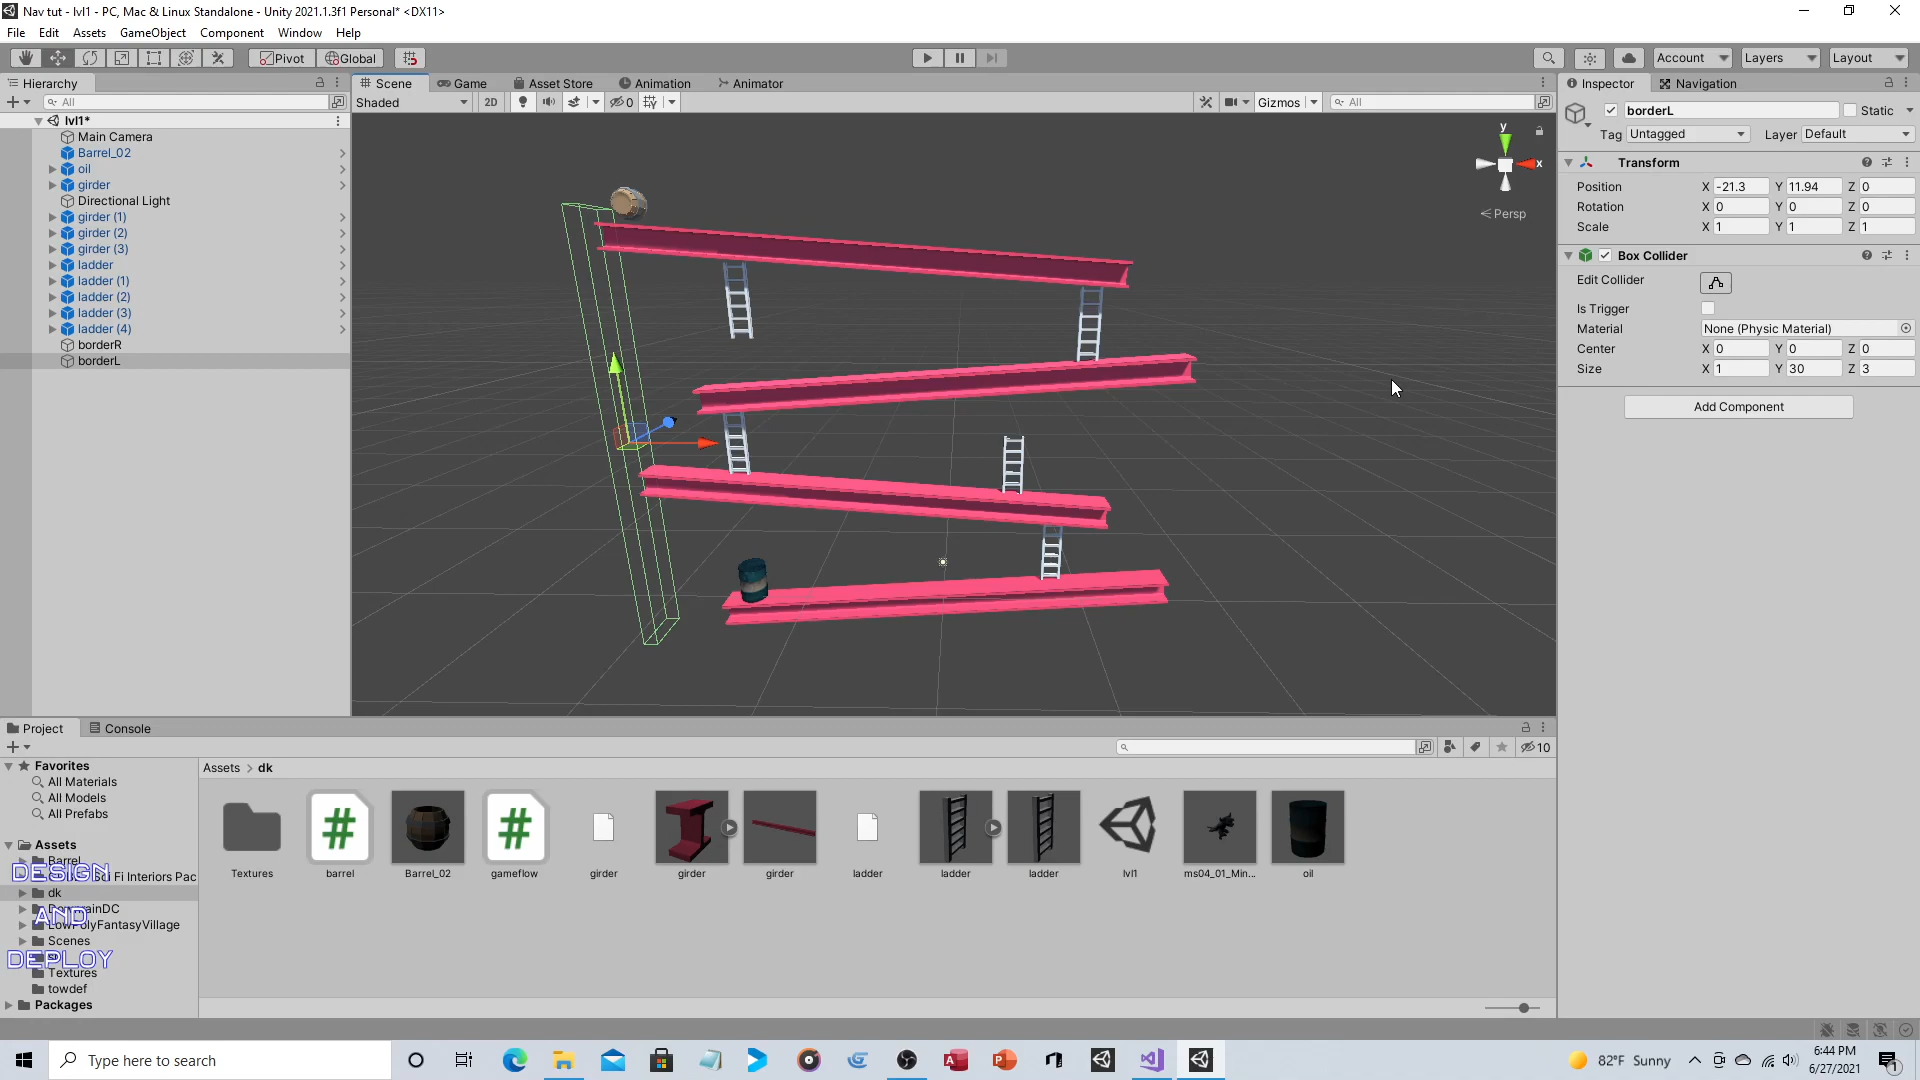 Nav tut - lvl1 - PC, Mac & Linux Standalone - Unity 2021.1.3f1 Personal* <DX11>
File Edit Assets GameObject Component Window Help
Pivot Global Account Layers Layout
Hierarchy
All
lvl1*
Main Camera
Barrel_02
oil
girder
Directional Light
girder (1)
girder (2)
girder (3)
ladder
ladder (1)
ladder (2)
ladder (3)
ladder (4)
borderR
borderL
Scene Game Asset Store Animation Animator
Shaded 2D 0 Gizmos All
y
x
Persp
Inspector Navigation
borderL Static
Tag Untagged Layer Default
Transform
Position X -21.3 Y 11.94 Z 0
Rotation X 0 Y 0 Z 0
Scale X 1 Y 1 Z 1
Box Collider
Edit Collider
Is Trigger
Material None (Physic Material)
Center X 0 Y 0 Z 0
Size X 1 Y 30 Z 3
Add Component
Project Console
10
Favorites
All Materials
All Models
All Prefabs
Assets
Barrel
Sci Fi Interiors Pac
dk
LowPolyFantasyVillage
Scenes
Textures
towdef
Packages
DESIGN
AND
DEPLOY
Assets > dk
Textures barrel Barrel_02 gameflow girder girder girder ladder ladder ladder lvl1 ms04_01_Min... oil
Type here to search
82°F Sunny
6:44 PM
6/27/2021
1